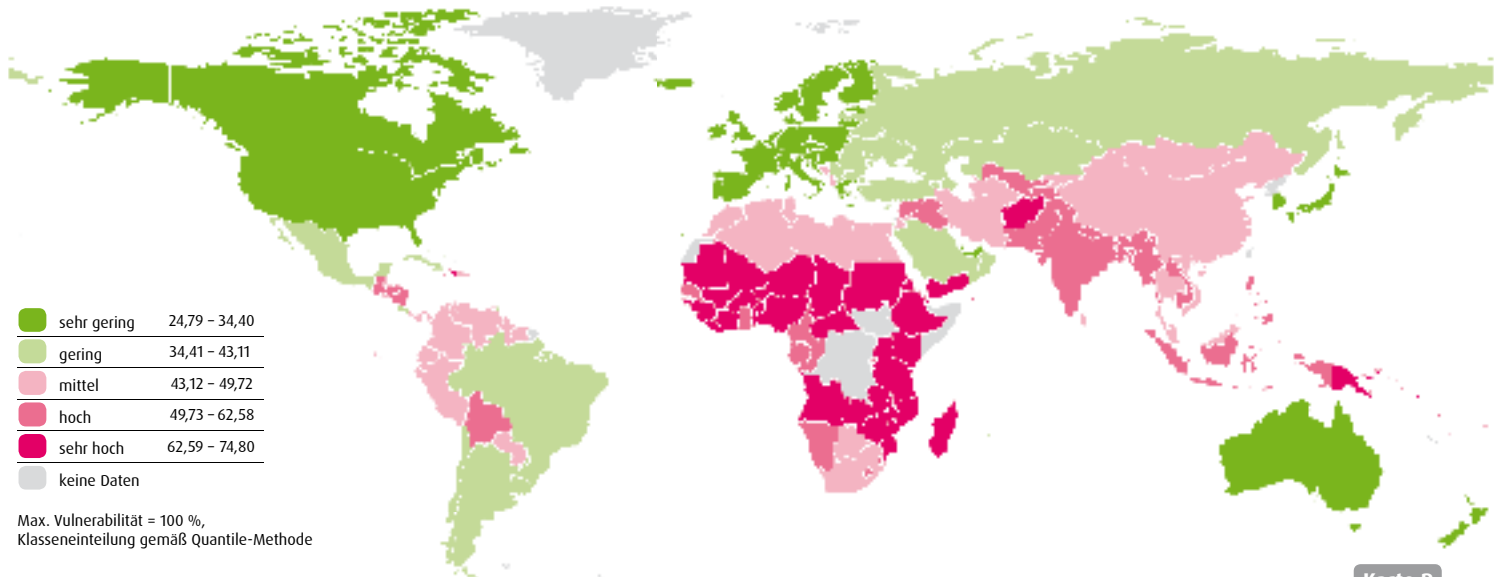 sehr gering 24,79 – 34,40
gering 34,41 – 43,11
mittel 43,12 – 49,72
hoch 49,73 – 62,58
sehr hoch 62,59 – 74,80
keine Daten
Max. Vulnerabilität = 100 %,
Klasseneinteilung gemäß Quantile-Methode